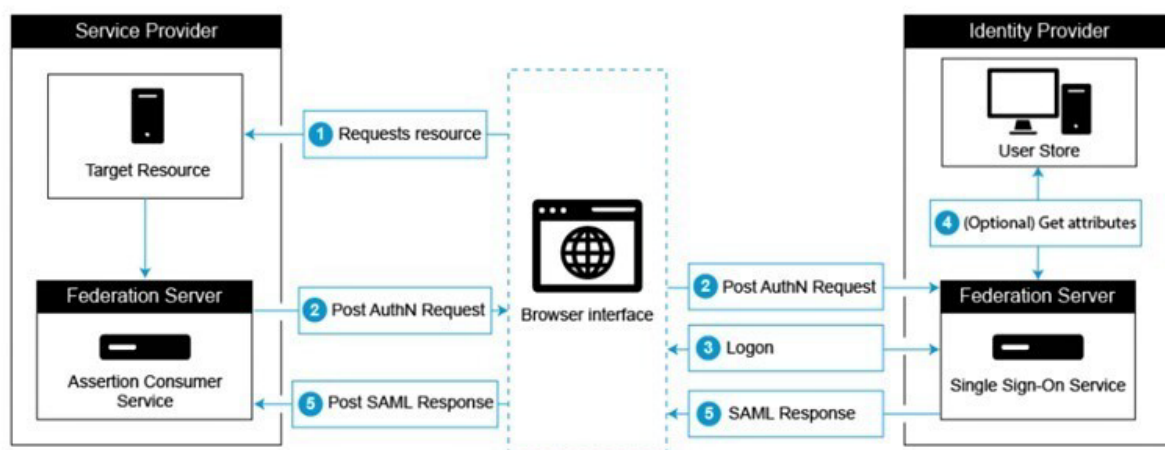 Service Provider
Identity Provider
Target Resource
1 Requests resource
User Store
4 (Optional) Get attributes
Federation Server
Assertion Consumer
Service
2 Post AuthN Request
Browser interface
2 Post AuthN Request
3 Logon
Federation Server
Single Sign-On Service
5 Post SAML Response
5 SAML Response